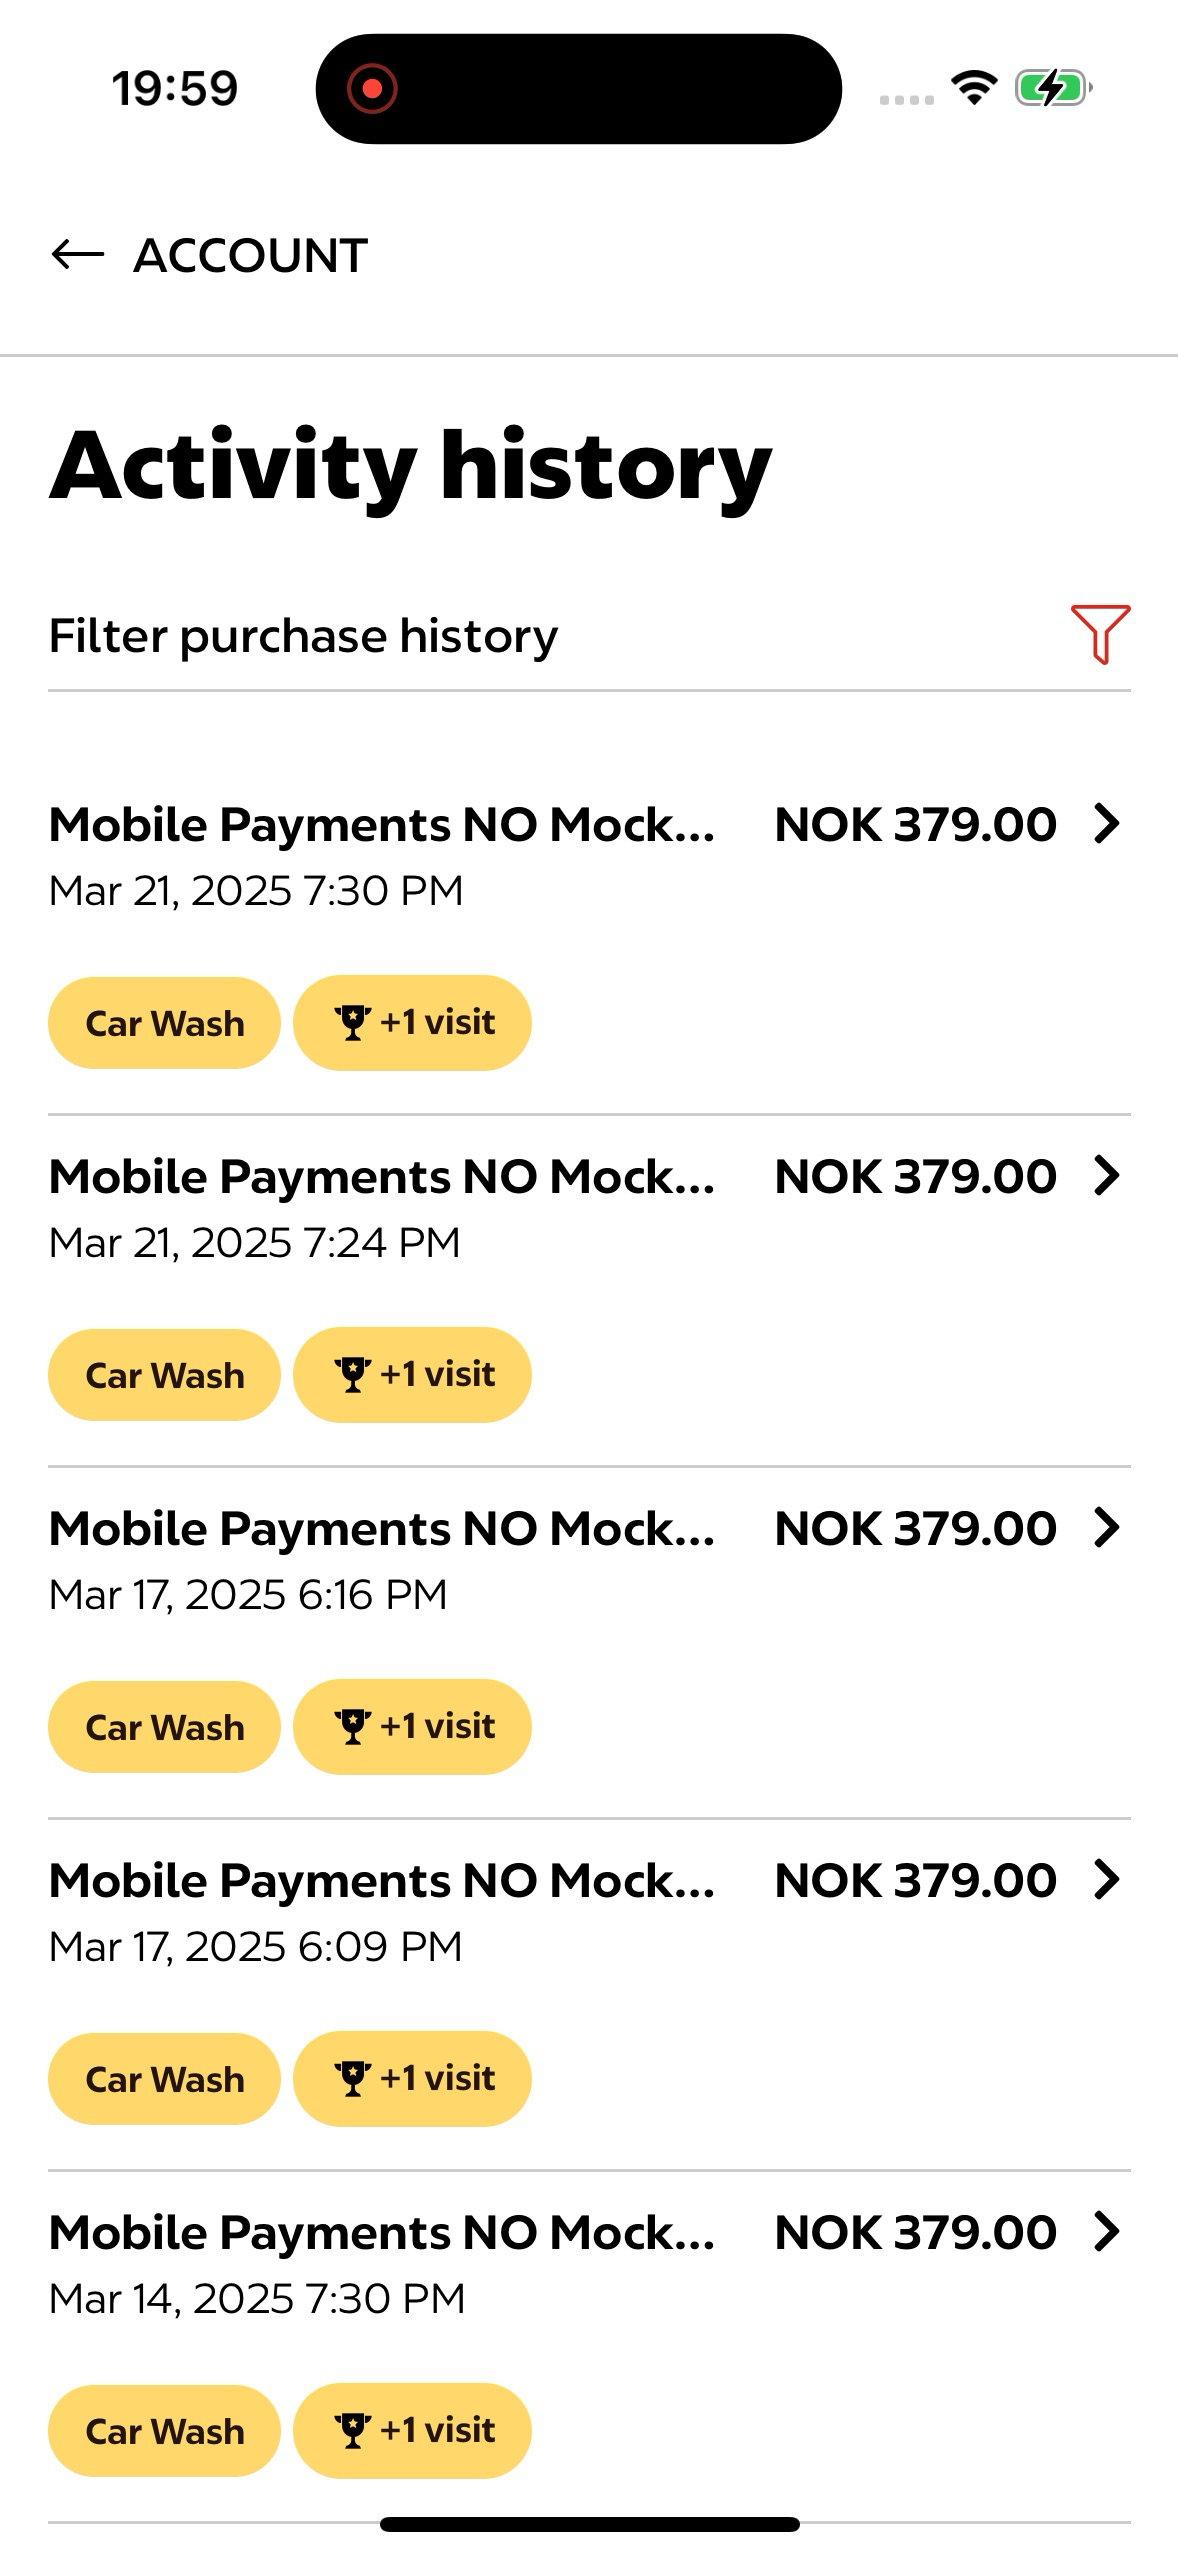 19:59
ACCOUNT
Activity history
Filter purchase history
Mobile Payments NO Mock... NOK 379.00
Mar 21, 2025 7:30 PM
Car Wash +1 visit
Mobile Payments NO Mock... NOK 379.00
Mar 21, 2025 7:24 PM
Car Wash +1 visit
Mobile Payments NO Mock... NOK 379.00
Mar 17, 2025 6:16 PM
Car Wash +1 visit
Mobile Payments NO Mock... NOK 379.00
Mar 17, 2025 6:09 PM
Car Wash +1 visit
Mobile Payments NO Mock... NOK 379.00
Mar 14, 2025 7:30 PM
Car Wash +1 visit